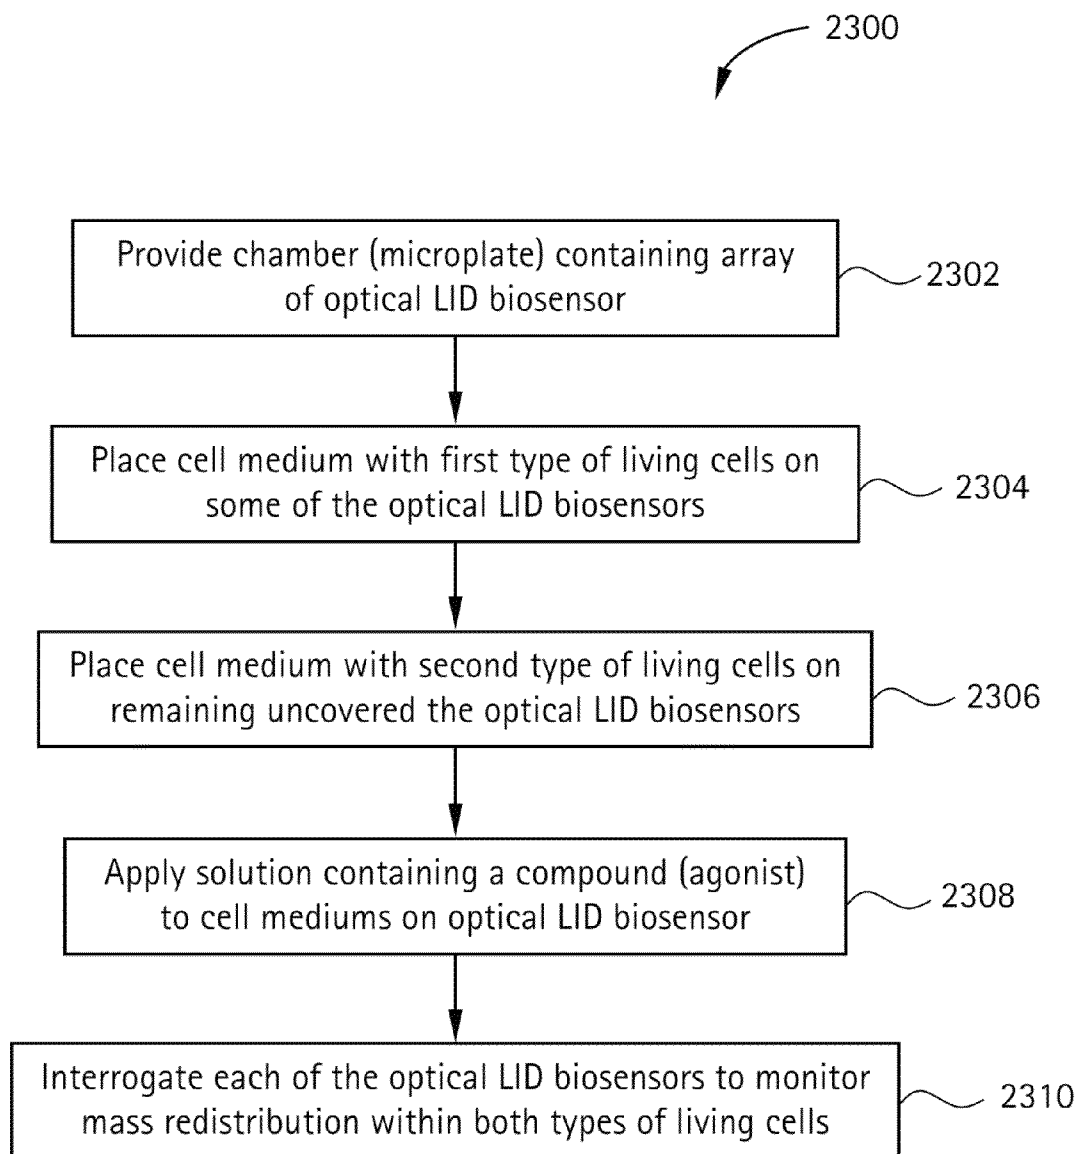 2300
Provide chamber (microplate) containing array
of optical LID biosensor
2302
Place cell medium with first type of living cells on
some of the optical LID biosensors
2304
Place cell medium with second type of living cells on
remaining uncovered the optical LID biosensors
2306
Apply solution containing a compound (agonist)
to cell mediums on optical LID biosensor
2308
Interrogate each of the optical LID biosensors to monitor
mass redistribution within both types of living cells
2310